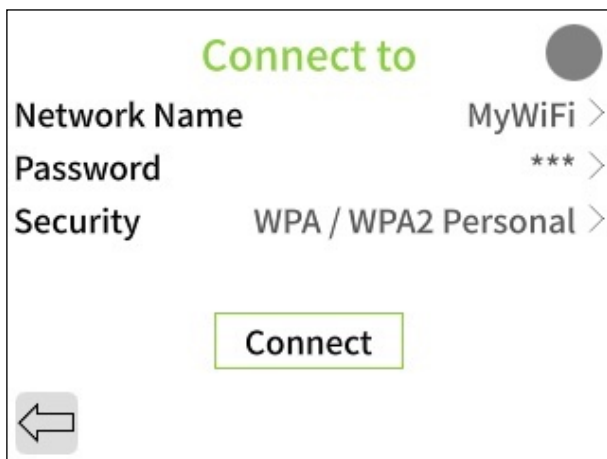 Connect to
Network Name MyWiFi >
Password *** >
Security WPA / WPA2 Personal >
Connect